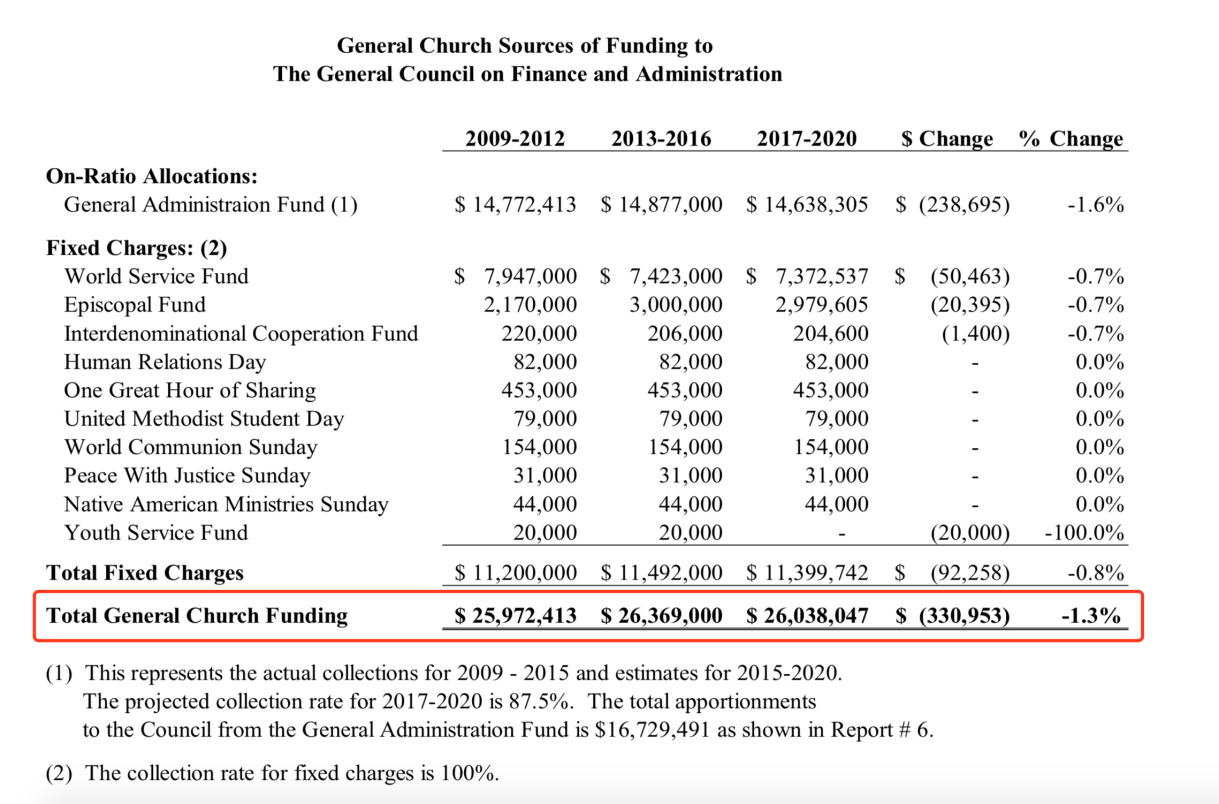 General Church Sources of Funding to
The General Council on Finance and Administration
2009-2012 2013-2016 2017-2020 $ Change % Change
On-Ratio Allocations:
General Administraion Fund (1) $ 14,772,413 $ 14,877,000 $ 14,638,305 $ (238,695) -1.6%
Fixed Charges: (2)
World Service Fund $ 7,947,000 $ 7,423,000 $ 7,372,537 $ (50,463) -0.7%
Episcopal Fund 2,170,000 3,000,000 2,979,605 (20,395) -0.7%
Interdenominational Cooperation Fund 220,000 206,000 204,600 (1,400) -0.7%
Human Relations Day 82,000 82,000 82,000 - 0.0%
One Great Hour of Sharing 453,000 453,000 453,000 - 0.0%
United Methodist Student Day 79,000 79,000 79,000 - 0.0%
World Communion Sunday 154,000 154,000 154,000 - 0.0%
Peace With Justice Sunday 31,000 31,000 31,000 - 0.0%
Native American Ministries Sunday 44,000 44,000 44,000 - 0.0%
Youth Service Fund 20,000 20,000 - (20,000) -100.0%
Total Fixed Charges $ 11,200,000 $ 11,492,000 $ 11,399,742 $ (92,258) -0.8%
Total General Church Funding $ 25,972,413 $ 26,369,000 $ 26,038,047 $ (330,953) -1.3%
(1) This represents the actual collections for 2009 - 2015 and estimates for 2015-2020.
The projected collection rate for 2017-2020 is 87.5%. The total apportionments
to the Council from the General Administration Fund is $16,729,491 as shown in Report # 6.
(2) The collection rate for fixed charges is 100%.